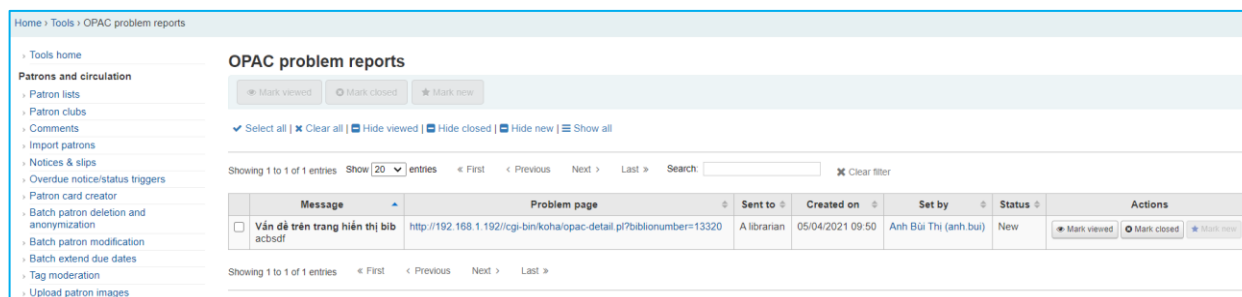 Home › Tools › OPAC problem reports
Tools home
Patrons and circulation
Patron lists
Patron clubs
Comments
Import patrons
Notices & slips
Overdue notice/status triggers
Patron card creator
Batch patron deletion and
anonymization
Batch patron modification
Batch extend due dates
Tag moderation
Upload patron images
OPAC problem reports
Mark viewed Mark closed Mark new
Select all | Clear all | Hide viewed | Hide closed | Hide new | Show all
Showing 1 to 1 of 1 entries Show 20 entries « First ‹ Previous Next › Last » Search: Clear filter
Message Problem page Sent to Created on Set by Status Actions
Vấn đề trên trang hiển thị bib http://192.168.1.192//cgi-bin/koha/opac-detail.pl?biblionumber=13320 A librarian 05/04/2021 09:50 Anh Bùi Thị (anh.bui) New Mark viewed Mark closed Mark new
acbsdf
Showing 1 to 1 of 1 entries « First ‹ Previous Next › Last »